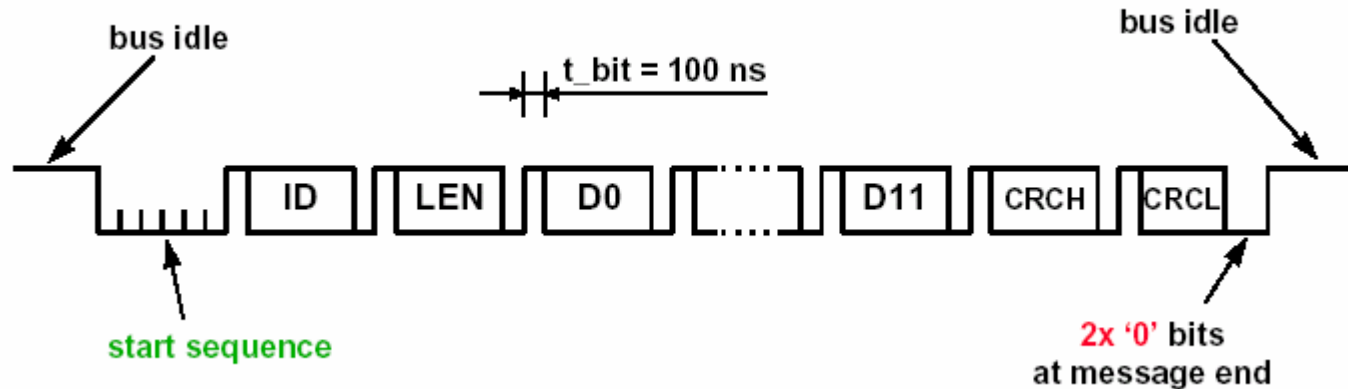 bus idle
bus idle
t_bit = 100 ns
ID LEN D0 D11 CRCH CRCL
start sequence
2x ‘0’ bits
at message end